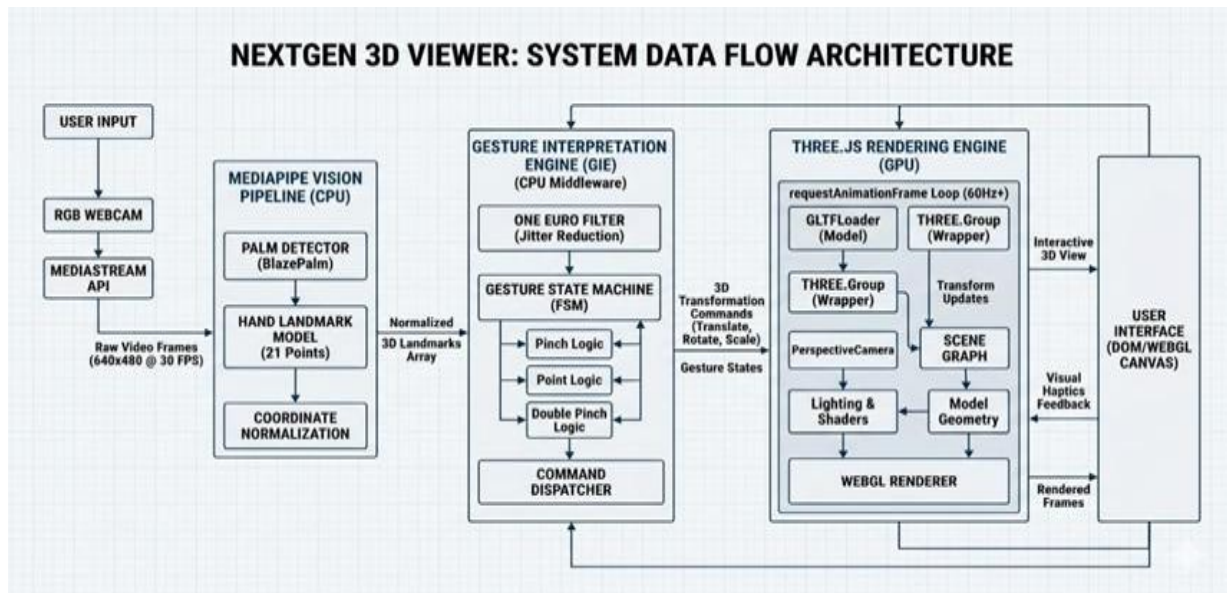 NEXTGEN 3D VIEWER: SYSTEM DATA FLOW ARCHITECTURE
USER INPUT
RGB WEBCAM
MEDIASTREAM
API
Raw Video Frames
(640x480 @ 30 FPS)
MEDIAPIPE VISION
PIPELINE (CPU)
PALM DETECTOR
(BlazePalm)
HAND LANDMARK
MODEL
(21 Points)
COORDINATE
NORMALIZATION
Normalized
3D Landmarks
Array
GESTURE INTERPRETATION
ENGINE (GIE)
(CPU Middleware)
ONE EURO FILTER
(Jitter Reduction)
GESTURE STATE MACHINE
(FSM)
Pinch Logic
Point Logic
Double Pinch
Logic
COMMAND
DISPATCHER
3D
Transformation
Commands
(Translate,
Rotate, Scale)
Gesture States
THREE.JS RENDERING ENGINE
(GPU)
requestAnimationFrame Loop (60Hz+)
GLTFLoader
(Model)
THREE.Group
(Wrapper)
THREE.Group
(Wrapper)
Transform
Updates
PerspectiveCamera
SCENE
GRAPH
Lighting &
Shaders
Model
Geometry
WEBGL RENDERER
Interactive
3D View
Visual
Haptics
Feedback
Rendered
Frames
USER
INTERFACE
(DOM/WEBGL
CANVAS)